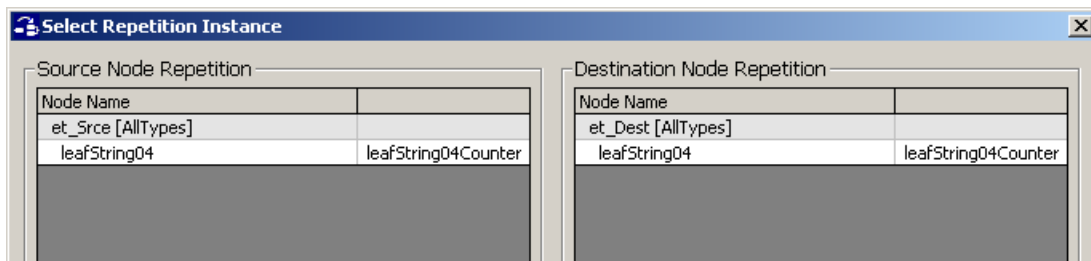 Select Repetition Instance
Source Node Repetition
Node Name
et_Srce [AllTypes]
leafString04 leafString04Counter
Destination Node Repetition
Node Name
et_Dest [AllTypes]
leafString04 leafString04Counter